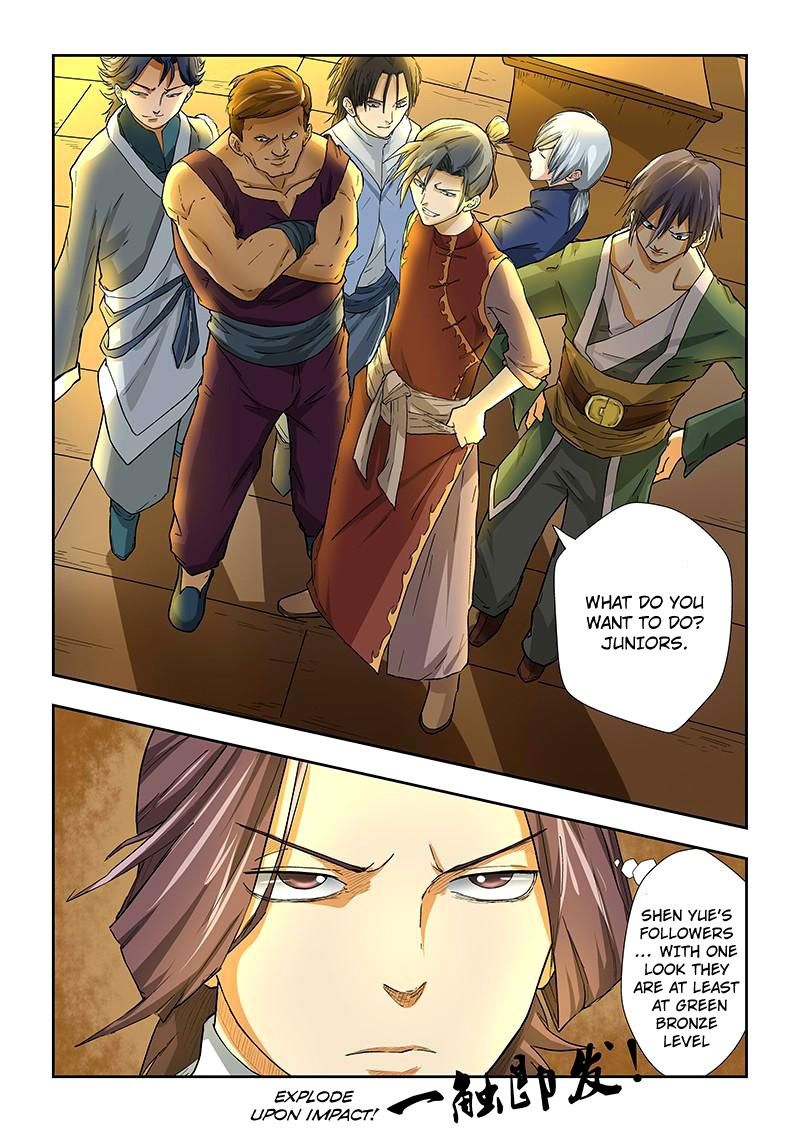 WHAT DO YOU
WANT TO DO?
JUNIORS.
SHEN YUE'S
FOLLOWERS
... WITH ONE
LOOK THEY
ARE AT LEAST
AT GREEN
BRONZE
LEVEL
EXPLODE
UPON IMPACT!
一触即发!